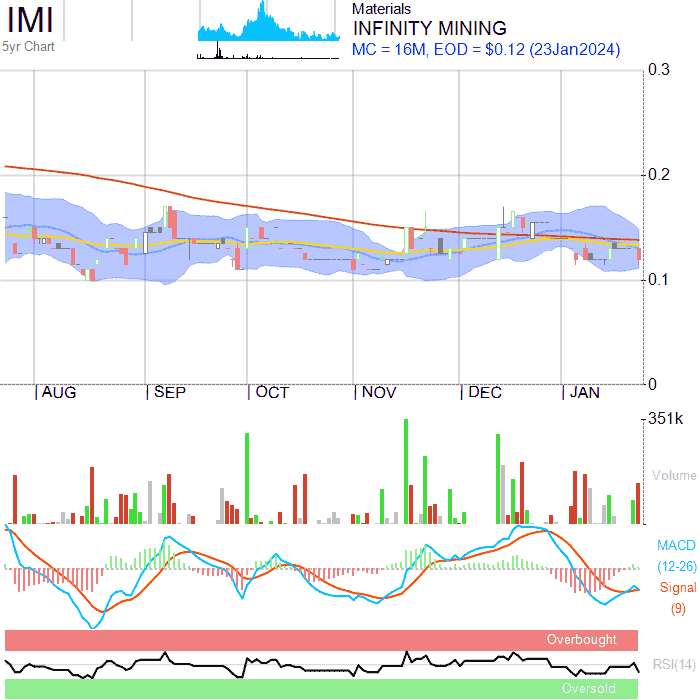 IMI
5yr Chart
Materials
INFINITY MINING
MC = 16M, EOD = $0.12 (23Jan2024)
0.3
0.2
0.1
0
AUG SEP OCT NOV DEC JAN
351k
Volume
MACD
(12-26)
Signal
(9)
Overbought
RSI(14)
Oversold